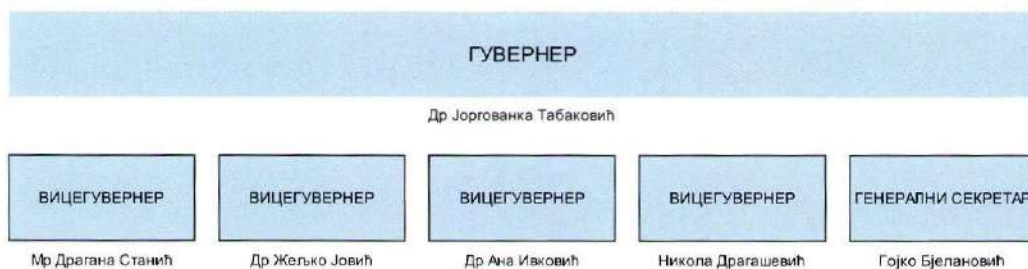 ГУВЕРНЕР
Др Јоргованка Табаковић
ВИЦЕГУВЕРНЕР ВИЦЕГУВЕРНЕР ВИЦЕГУВЕРНЕР ВИЦЕГУВЕРНЕР ГЕНЕРАЛНИ СЕКРЕТАР
Мр Драгана Станић Др Жељко Јовић Др Ана Ивковић Никола Драгашевић Гојко Бјелановић